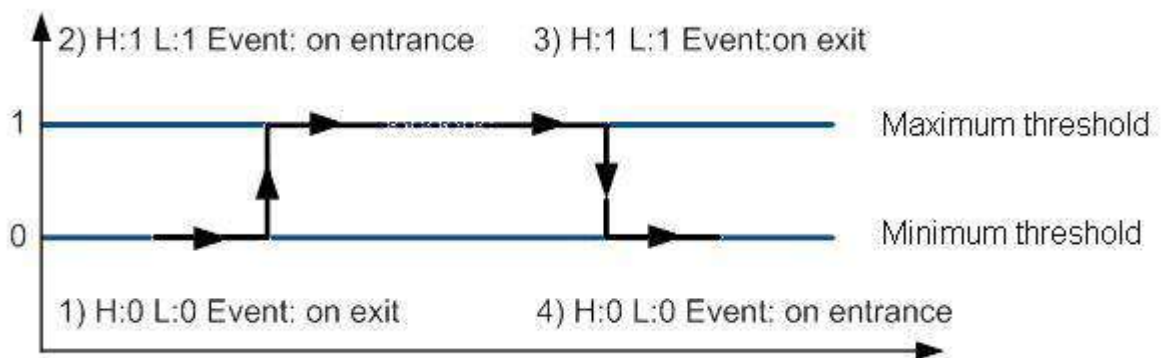 2) H:1 L:1 Event: on entrance
3) H:1 L:1 Event:on exit
1
Maximum threshold
0
Minimum threshold
1) H:0 L:0 Event: on exit
4) H:0 L:0 Event: on entrance